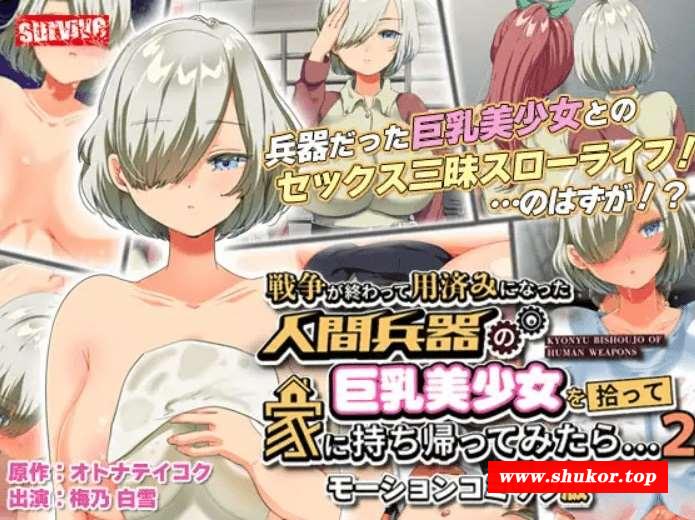 survive
兵器だった巨乳美少女との
セックス三昧スローライフ!
…のはずが!?
戦争が終わって用済みになった
人間兵器の
KYONYU BISHOUJO OF
HUMAN WEAPONS
巨乳美少女を拾って
家に持ち帰ってみたら…2
モーションコミック版
原作:オトナテイコク
出演:梅乃 白雪
www.shukor.top